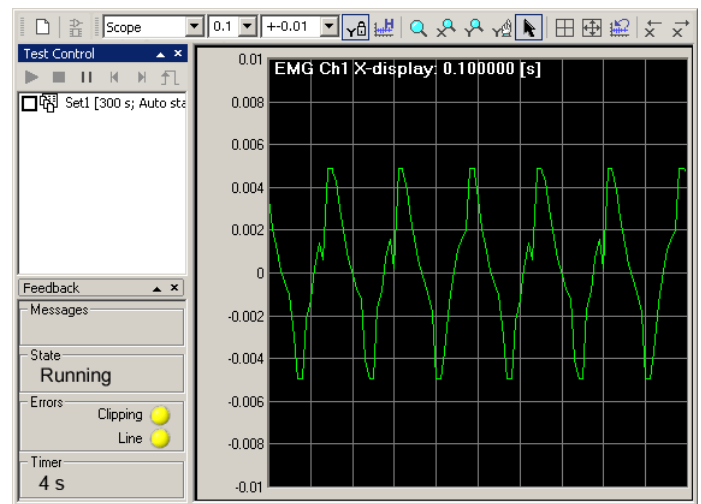 Scope 0.1 +-0.01
Test Control
Set1 [300 s; Auto sta
Feedback
Messages
State
Running
Errors
Clipping
Line
Timer
4 s
EMG Ch1 X-display: 0.100000 [s]
0.01
0.008
0.006
0.004
0.002
0
-0.002
-0.004
-0.006
-0.008
-0.01